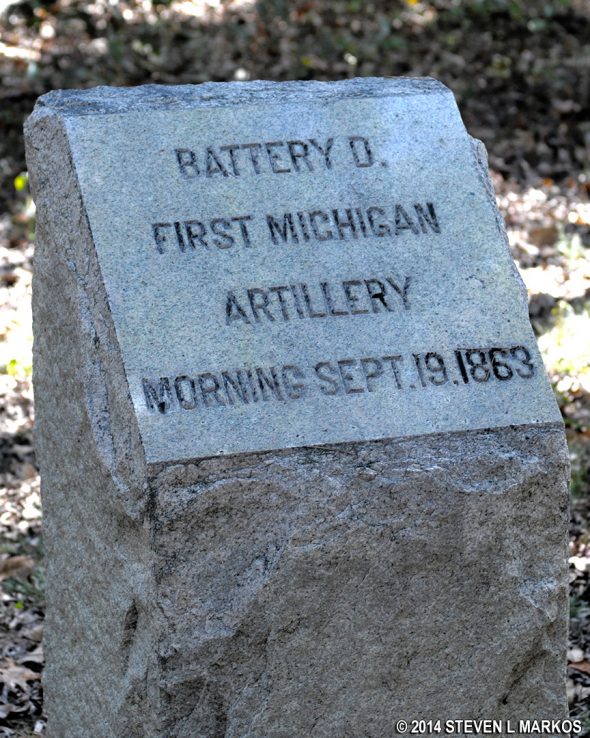 BATTERY D.
FIRST MICHIGAN
ARTILLERY
MORNING SEPT.19.1863
©2014 STEVEN L MARKOS